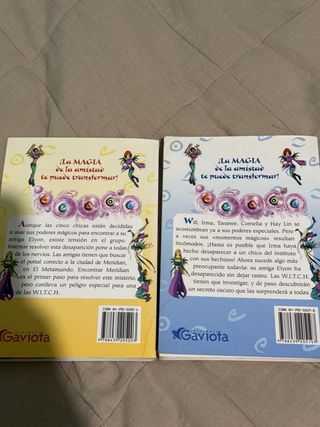 ¡La MAGIA
de la amistad
te puede transformar!
Aunque las cinco chicas están decididas
a usar sus poderes mágicos para encontrar a su
amiga Elyon, existe tensión en el grupo.
Intentar resolver esta desaparición pone a todas
de los nervios. Las amigas tienen que buscar
el portal correcto a la ciudad de Meridian,
en El Metamundo. Encontrar Meridian
es el primer paso para resolver este misterio,
pero conlleva un peligro especial para una
de las W.I.T.C.H.
Gaviota
¡La MAGIA
de la amistad
te puede transformar!
Will, Irma, Taranee, Cornelia y Hay Lin se
acostumbran ya a sus poderes especiales. Pero
a veces sus «momentos mágicos» resultan
incómodos. ¡Hasta es posible que Irma haya
hecho desaparecer a un chico del instituto
con sus hechizos! Ahora sucede algo más
preocupante todavía: su amiga Elyon ha
desaparecido sin dejar rastro. Las W.I.T.C.H.
tienen que investigar, y de paso descubrirán
un secreto oscuro que las sorprenderá a todas.
Gaviota